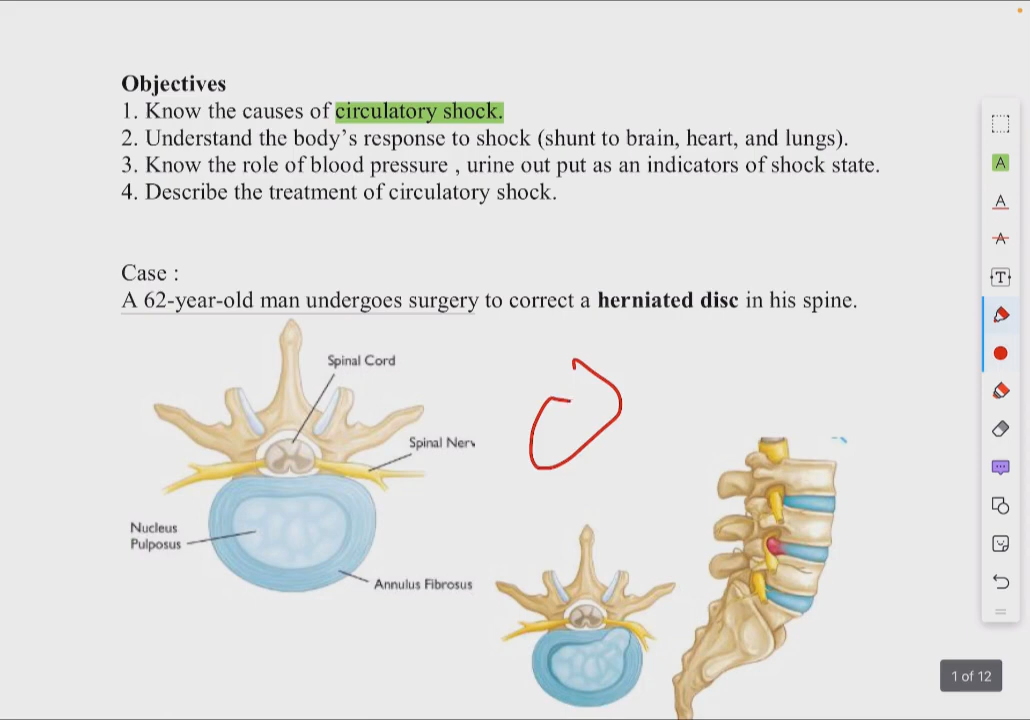 Objectives
1. Know the causes of circulatory shock.
2. Understand the body’s response to shock (shunt to brain, heart, and lungs).
3. Know the role of blood pressure , urine out put as an indicators of shock state.
4. Describe the treatment of circulatory shock.
Case :
A 62-year-old man undergoes surgery to correct a herniated disc in his spine.
Spinal Cord
Spinal Nerv
Nucleus
Pulposus
Annulus Fibrosus
A
A
A
T
1 of 12